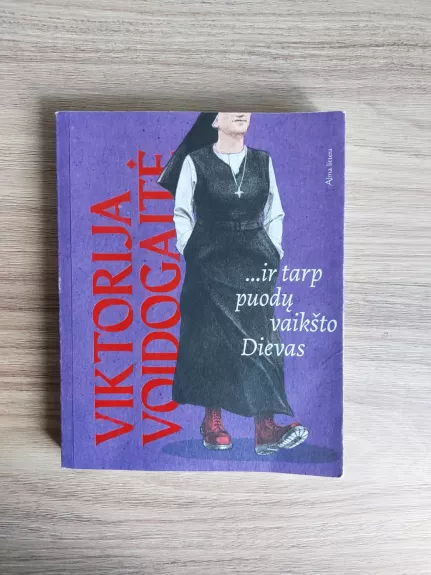 VIKTORIJA
VOIDOGAITĖ
...ir tarp
puodų
vaikšto
Dievas
Alma littera